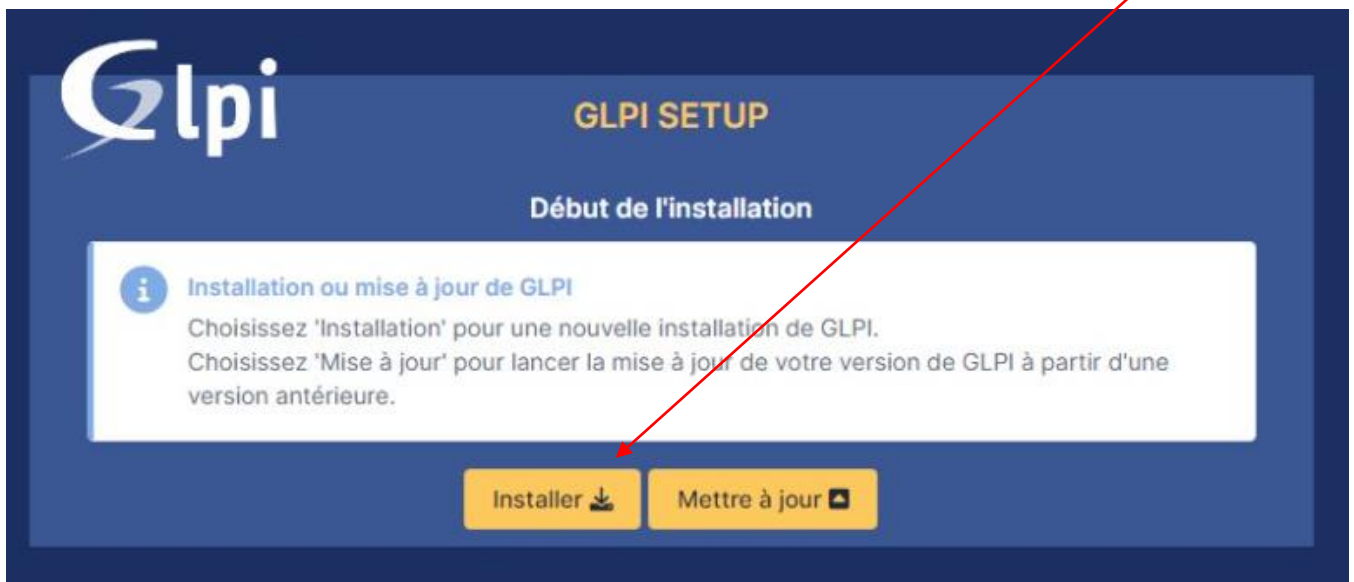 Glpi
GLPI SETUP
Début de l'installation
Installation ou mise à jour de GLPI
Choisissez 'Installation' pour une nouvelle installation de GLPI.
Choisissez 'Mise à jour' pour lancer la mise à jour de votre version de GLPI à partir d'une
version antérieure.
Installer
Mettre à jour